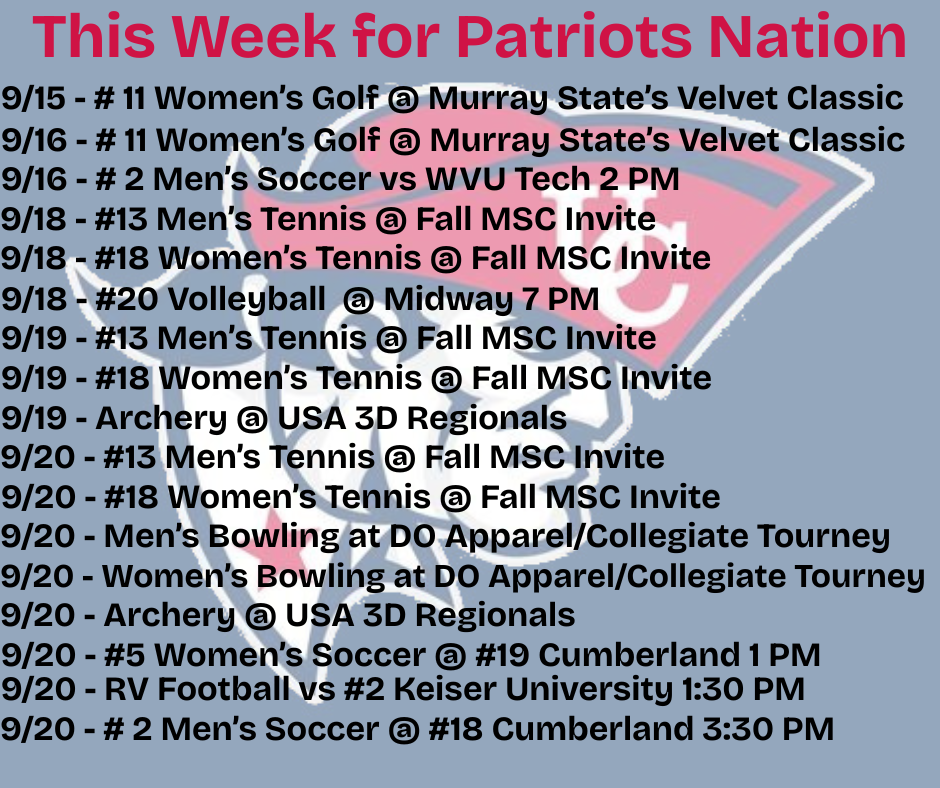 This Week for Patriots Nation
9/15 - # 11 Women's Golf @ Murray State's Velvet Classic
9/16 - # 11 Women's Golf @ Murray State's Velvet Classic
9/16 - # 2 Men's Soccer vs WVU Tech 2 PM
9/18 - #13 Men's Tennis @ Fall MSC Invite
9/18 - #18 Women's Tennis @ Fall MSC Invite
9/18 - #20 Volleyball  @ Midway 7 PM
9/19 - #13 Men's Tennis @ Fall MSC Invite
9/19 - #18 Women's Tennis @ Fall MSC Invite
9/19 - Archery @ USA 3D Regionals
9/20 - #13 Men's Tennis @ Fall MSC Invite
9/20 - #18 Women's Tennis @ Fall MSC Invite
9/20 - Men's Bowling at DO Apparel/Collegiate Tourney
9/20 - Women's Bowling at DO Apparel/Collegiate Tourney
9/20 - Archery @ USA 3D Regionals
9/20 - #5 Women's Soccer @ #19 Cumberland 1 PM
9/20 - RV Football vs #2 Keiser University 1:30 PM
9/20 - # 2 Men's Soccer @ #18 Cumberland 3:30 PM
UC